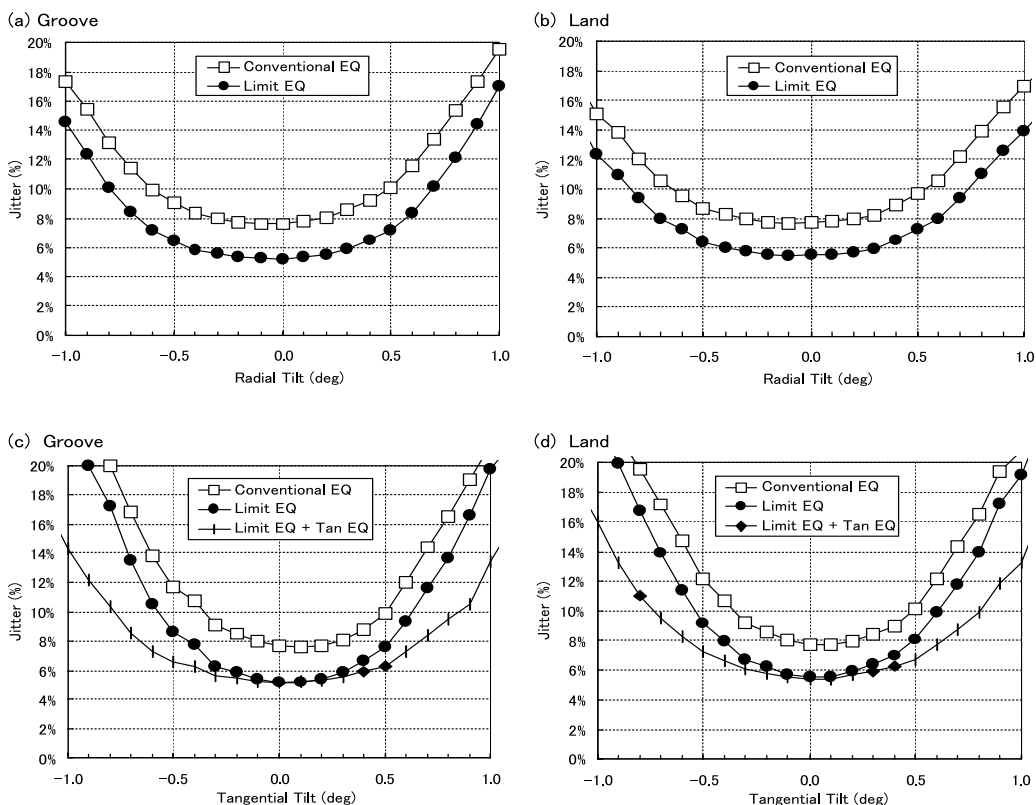 (a) Groove
20%
18%
16%
14%
12%
10%
8%
6%
4%
2%
0%
Jitter (%)
Conventional EQ
Limit EQ
-1.0 -0.5 0.0 0.5 1.0
Radial Tilt (deg)
(b) Land
20%
18%
16%
14%
12%
10%
8%
6%
4%
2%
0%
Jitter (%)
Conventional EQ
Limit EQ
-1.0 -0.5 0.0 0.5 1.0
Radial Tilt (deg)
(c) Groove
20%
18%
16%
14%
12%
10%
8%
6%
4%
2%
0%
Jitter (%)
Conventional EQ
Limit EQ
Limit EQ + Tan EQ
-1.0 -0.5 0.0 0.5 1.0
Tangential Tilt (deg)
(d) Land
20%
18%
16%
14%
12%
10%
8%
6%
4%
2%
0%
Jitter (%)
Conventional EQ
Limit EQ
Limit EQ + Tan EQ
-1.0 -0.5 0.0 0.5 1.0
Tangential Tilt (deg)